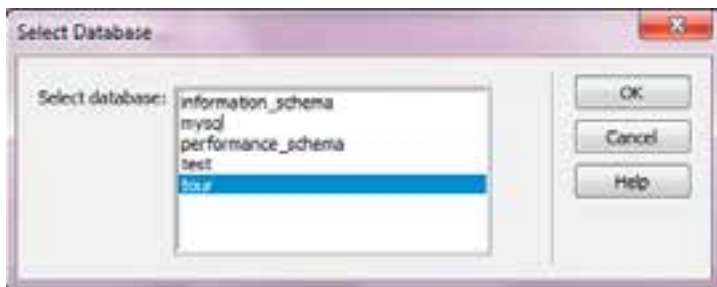 Select Database
Select database:
information_schema
mysql
performance_schema
test
tour
OK
Cancel
Help